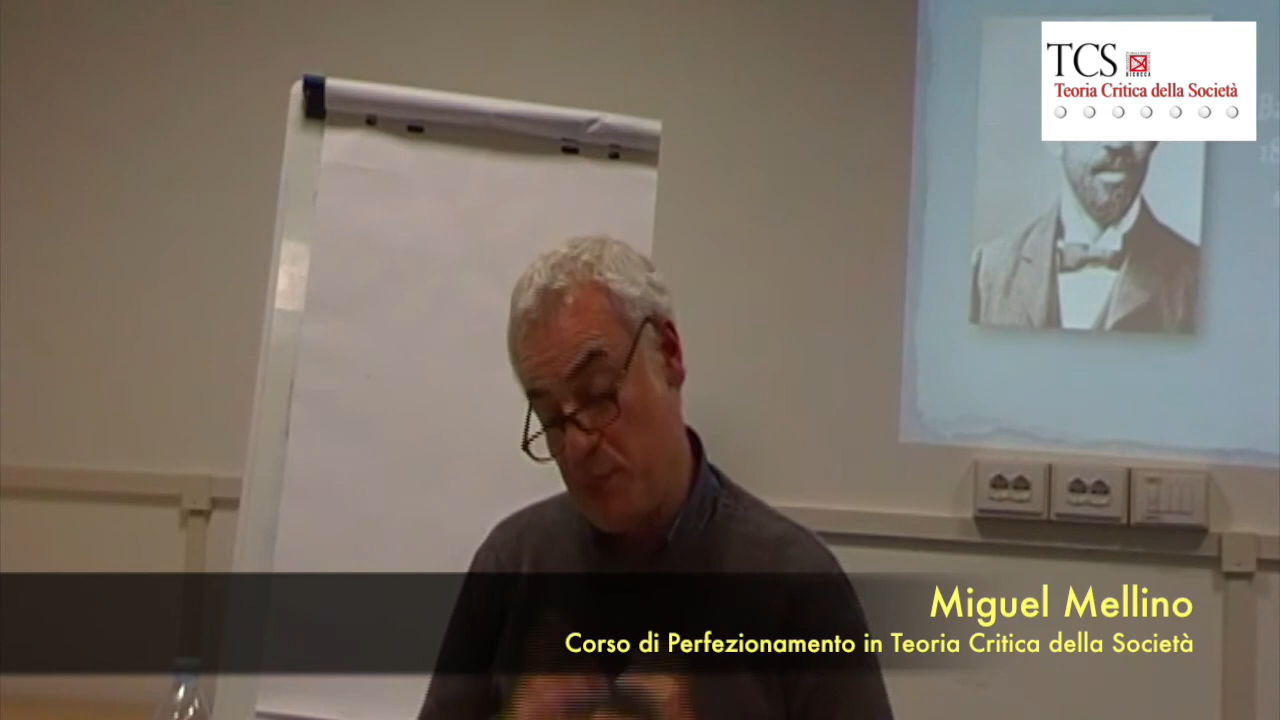 TCS
BICOCCA
Teoria Critica della Società
Miguel Mellino
Corso di Perfezionamento in Teoria Critica della Società